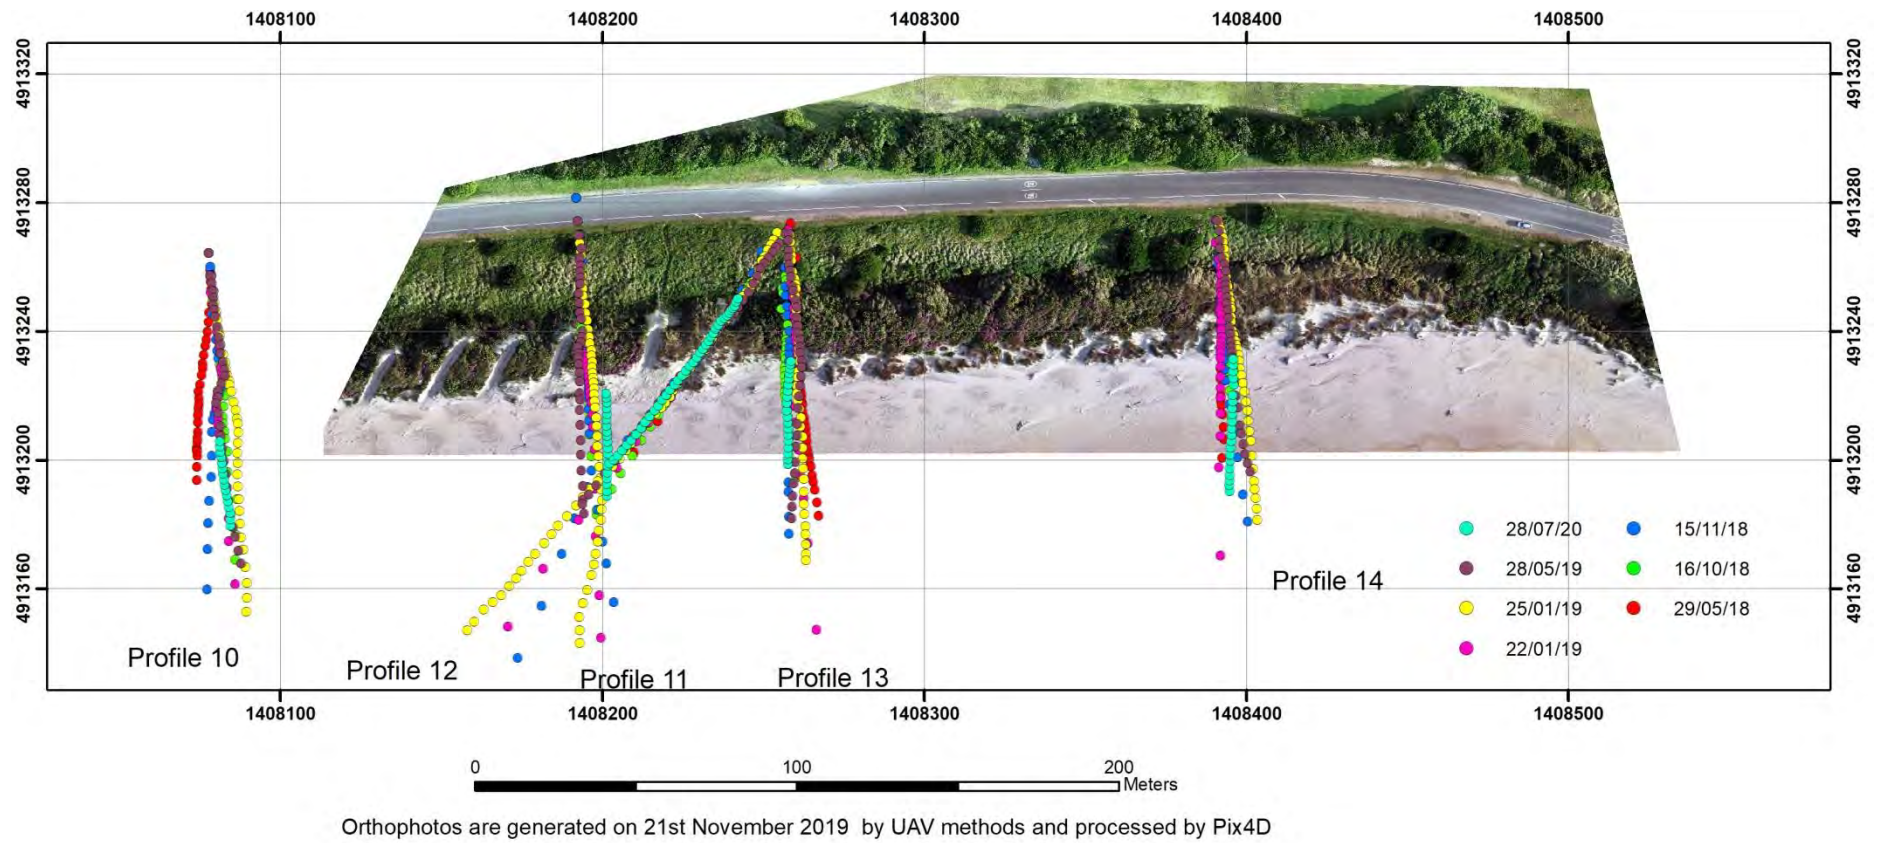 1408100 1408200 1408300 1408400 1408500
4913320 4913320
4913280 4913280
4913240 4913240
4913200 4913200
4913160 4913160
28/07/20 15/11/18
28/05/19 16/10/18
25/01/19 29/05/18
22/01/19
Profile 14
Profile 10
Profile 12
Profile 11
Profile 13
1408100 1408200 1408300 1408400 1408500
0 100 200
Meters
Orthophotos are generated on 21st November 2019 by UAV methods and processed by Pix4D